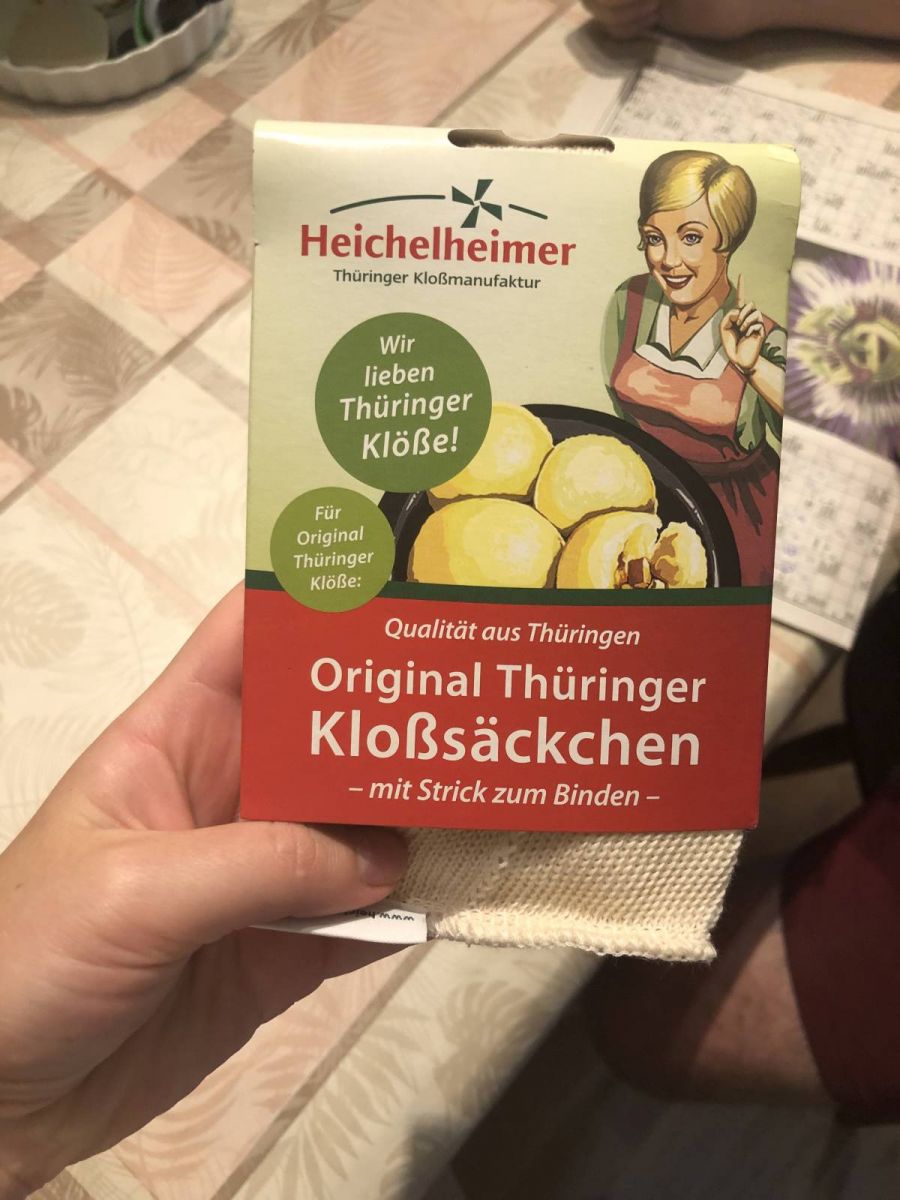 Heichelheimer
Thüringer Kloßmanufaktur
Wir
lieben
Thüringer
Klöße!
Für
Original
Thüringer
Klöße:
Qualität aus Thüringen
Original Thüringer
Kloßsäckchen
– mit Strick zum Binden –